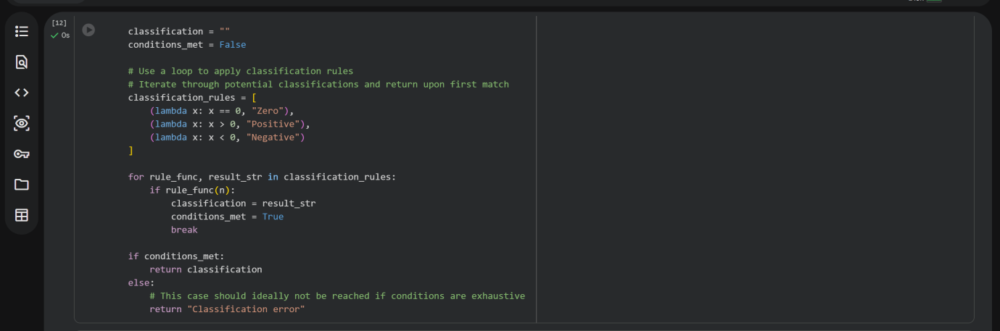 [12]
0s
classification = ""
conditions_met = False
# Use a loop to apply classification rules
# Iterate through potential classifications and return upon first match
classification_rules = [
    (lambda x: x == 0, "Zero"),
    (lambda x: x > 0, "Positive"),
    (lambda x: x < 0, "Negative")
]
for rule_func, result_str in classification_rules:
    if rule_func(n):
        classification = result_str
        conditions_met = True
        break
if conditions_met:
    return classification
else:
    # This case should ideally not be reached if conditions are exhaustive
    return "Classification error"